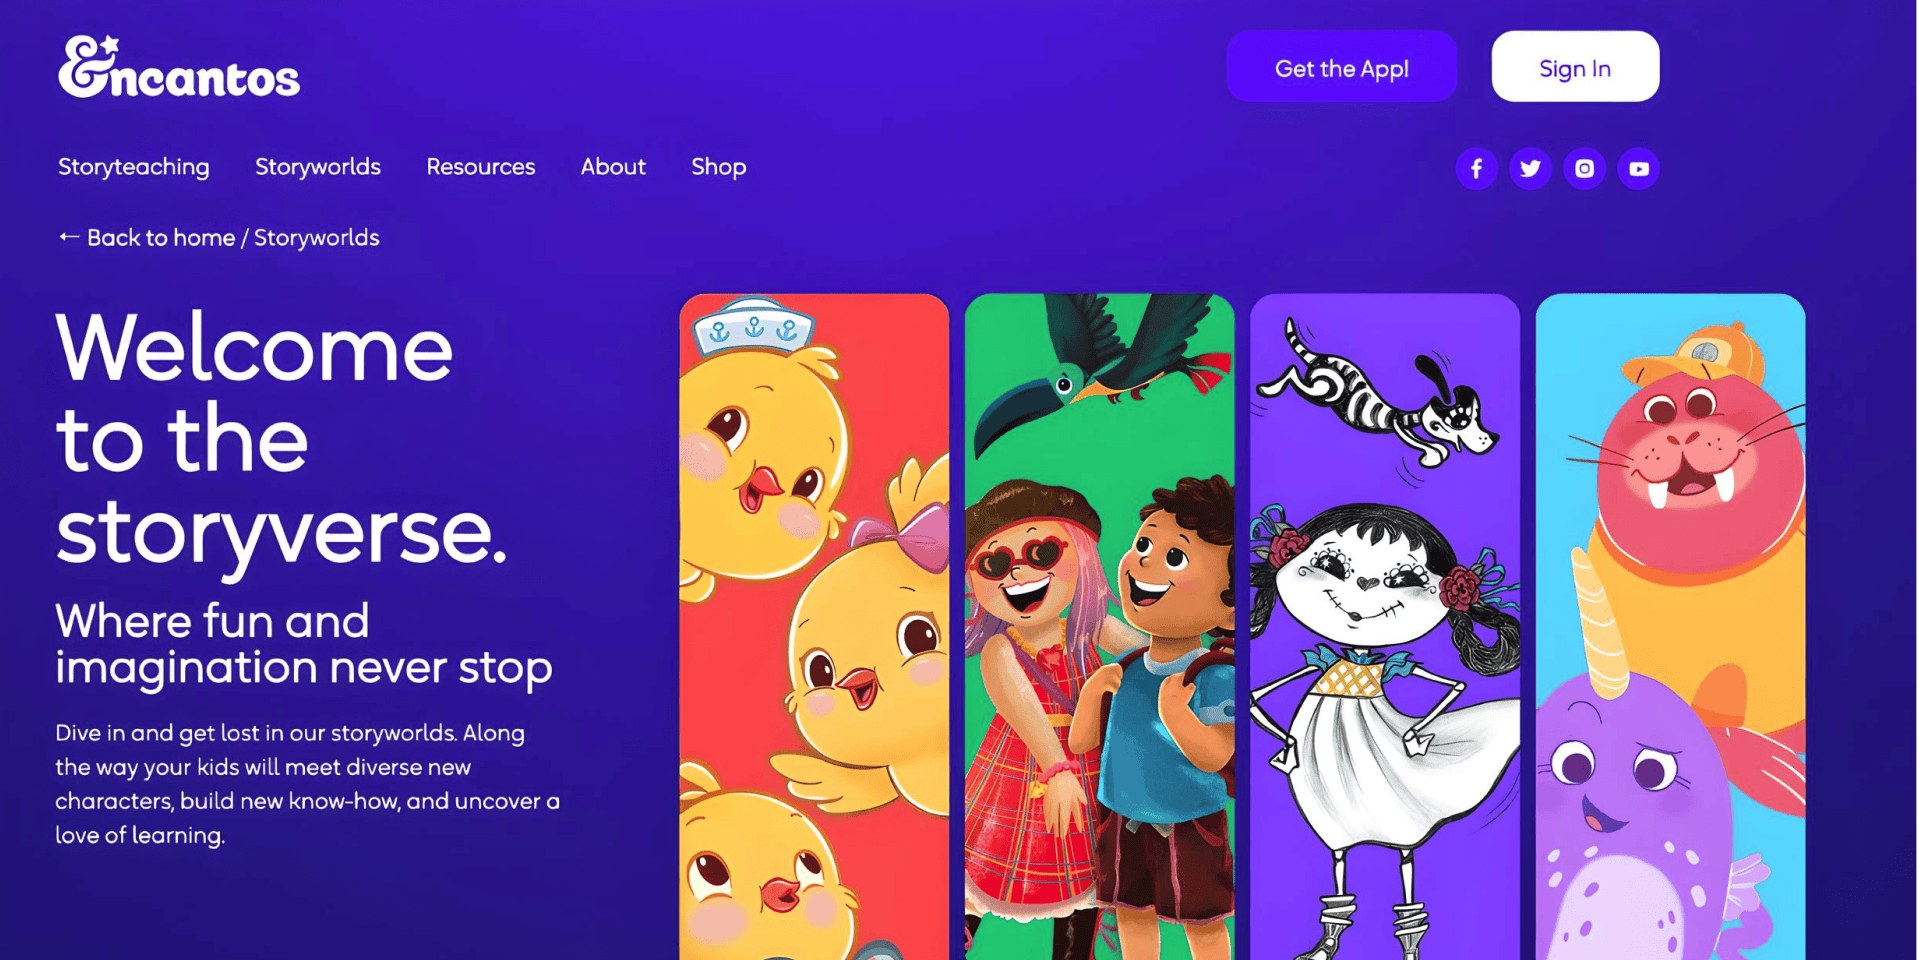 Encantos
Get the App!
Sign In
Storyteaching
Storyworlds
Resources
About
Shop
← Back to home / Storyworlds
Welcome
to the
storyverse.
Where fun and
imagination never stop
Dive in and get lost in our storyworlds. Along
the way your kids will meet diverse new
characters, build new know-how, and uncover a
love of learning.